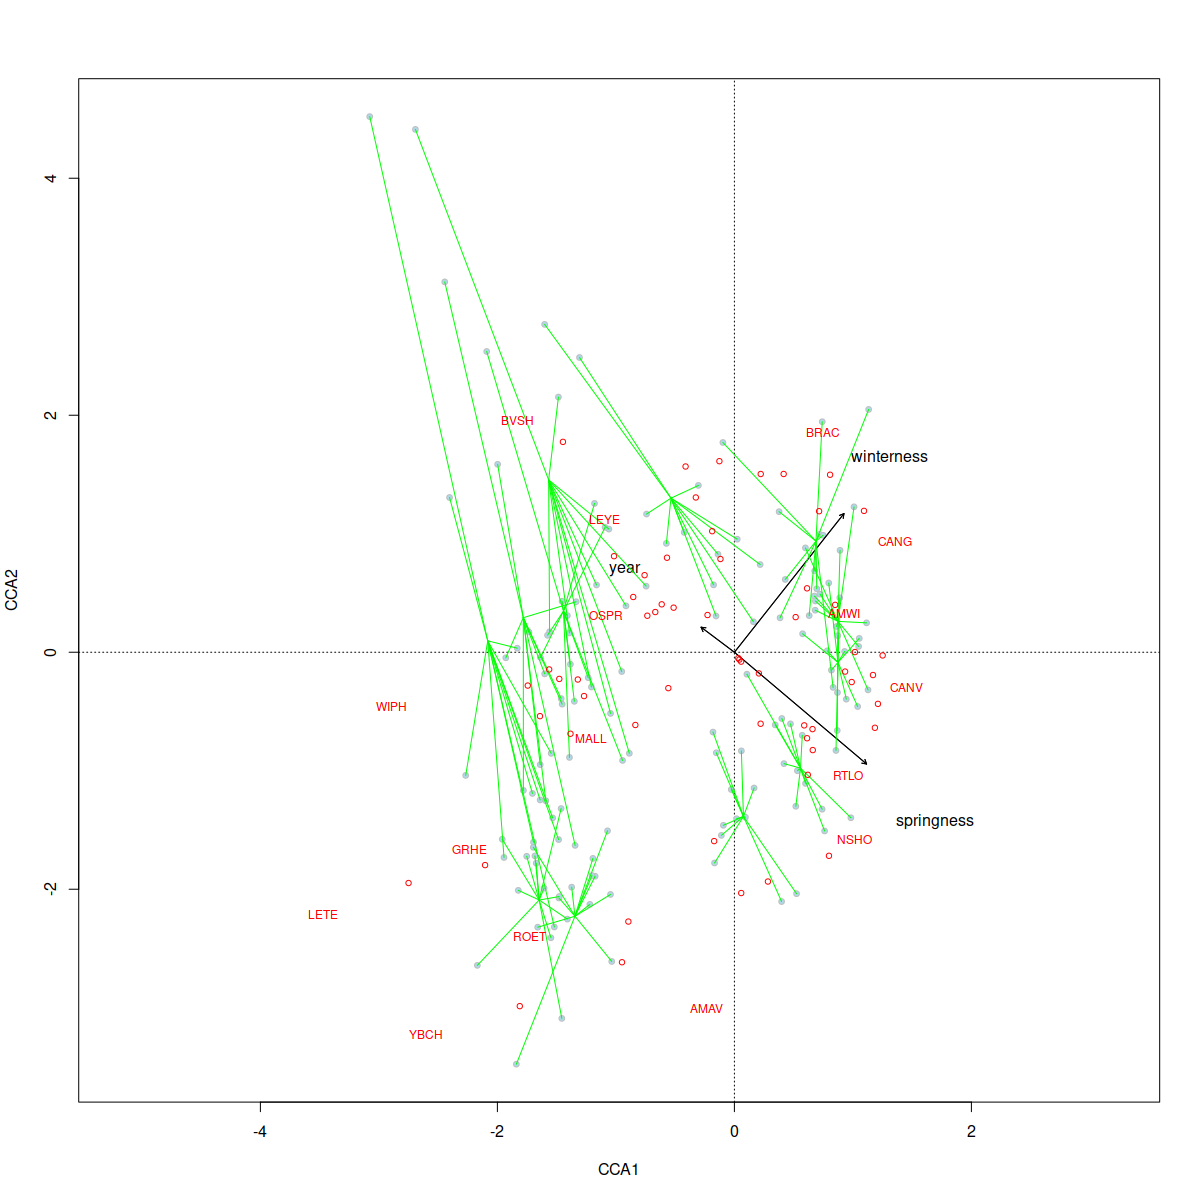 4
BVSH
BRAC
winterness
2
LEYE
CANG
year
CCA2
OSPR
AMWI
0
CANV
WIPH
MALL
RTLO
springness
NSHO
GRHE
-2
LETE
ROET
AMAV
YBCH
-4 -2 0 2
CCA1